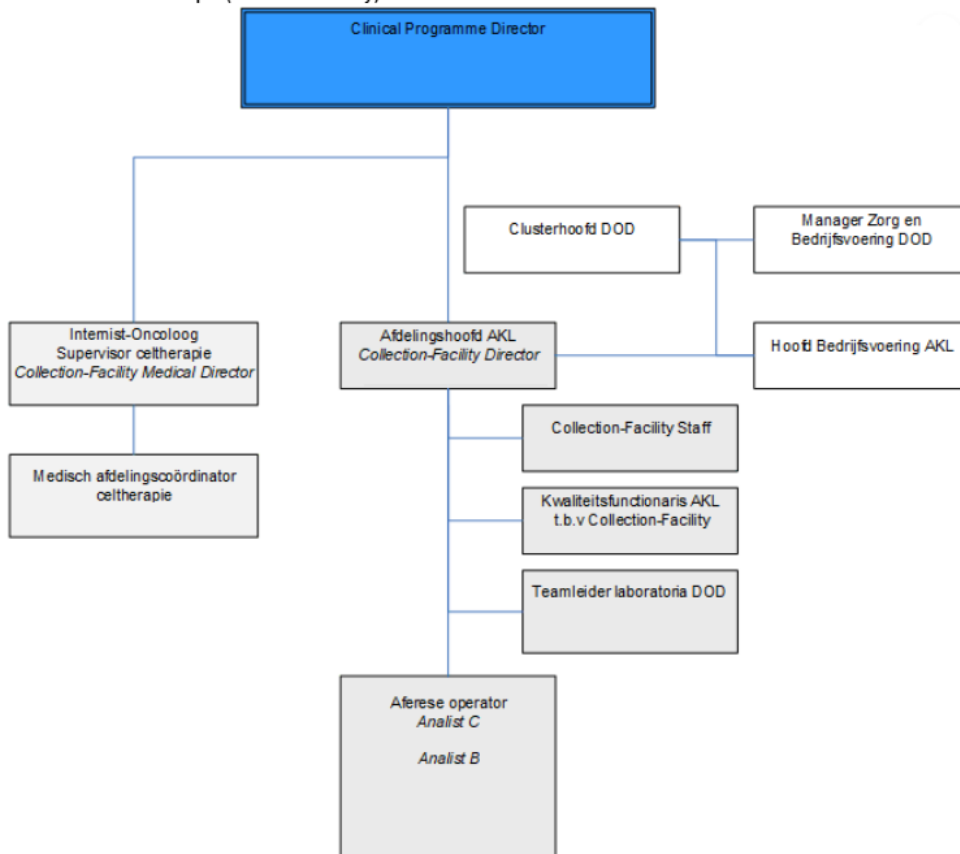 Clinical Programme Director
Clusterhoofd DOD
Manager Zorg en
Bedrijfsvoering DOD
Internist-Oncoloog
Supervisor celtherapie
Collection-Facility Medical Director
Afdelingshoofd AKL
Collection-Facility Director
Hoofd Bedrijfsvoering AKL
Collection-Facility Staff
Medisch afdelingscoördinator
celtherapie
Kwaliteitsfunctionaris AKL
t.b.v Collection-Facility
Teamleider laboratoria DOD
Aferese operator
Analist C
Analist B